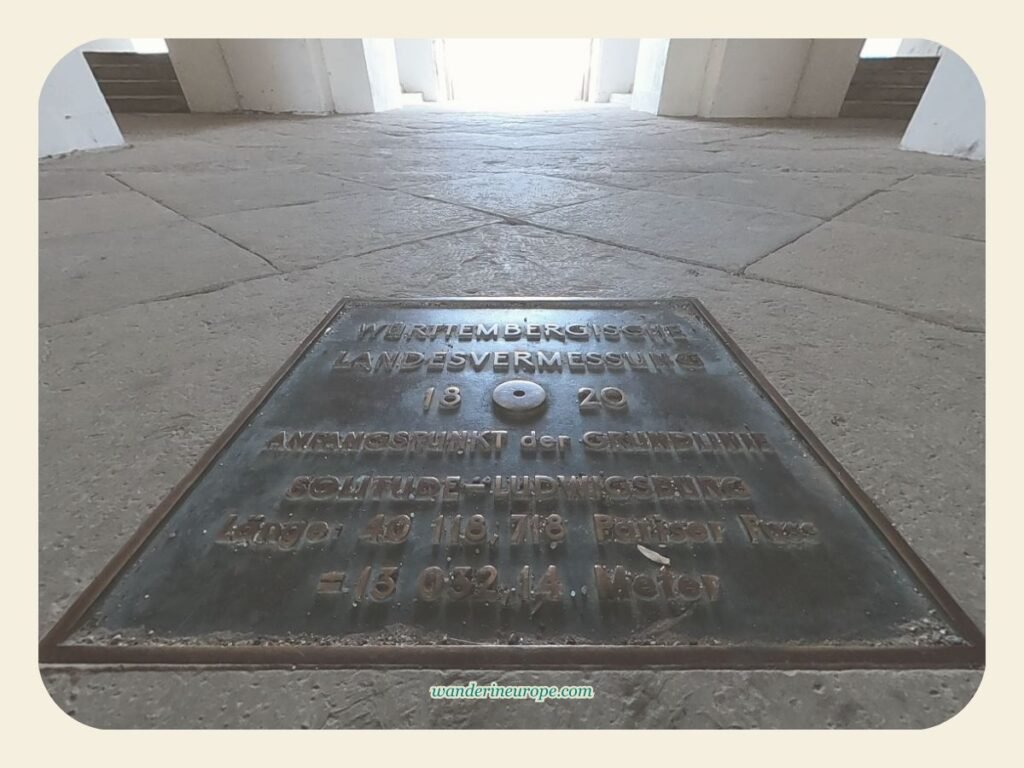 WÜRTTEMBERGISCHE
LANDESVERMESSUNG
18 20
ANFANGSPUNKT der GRUNDLINIE
SOLITUDE–LUDWIGSBURG
Länge: 40 118,718 Pariser Fuss
= 13 032,14 Meter
wanderineurope.com